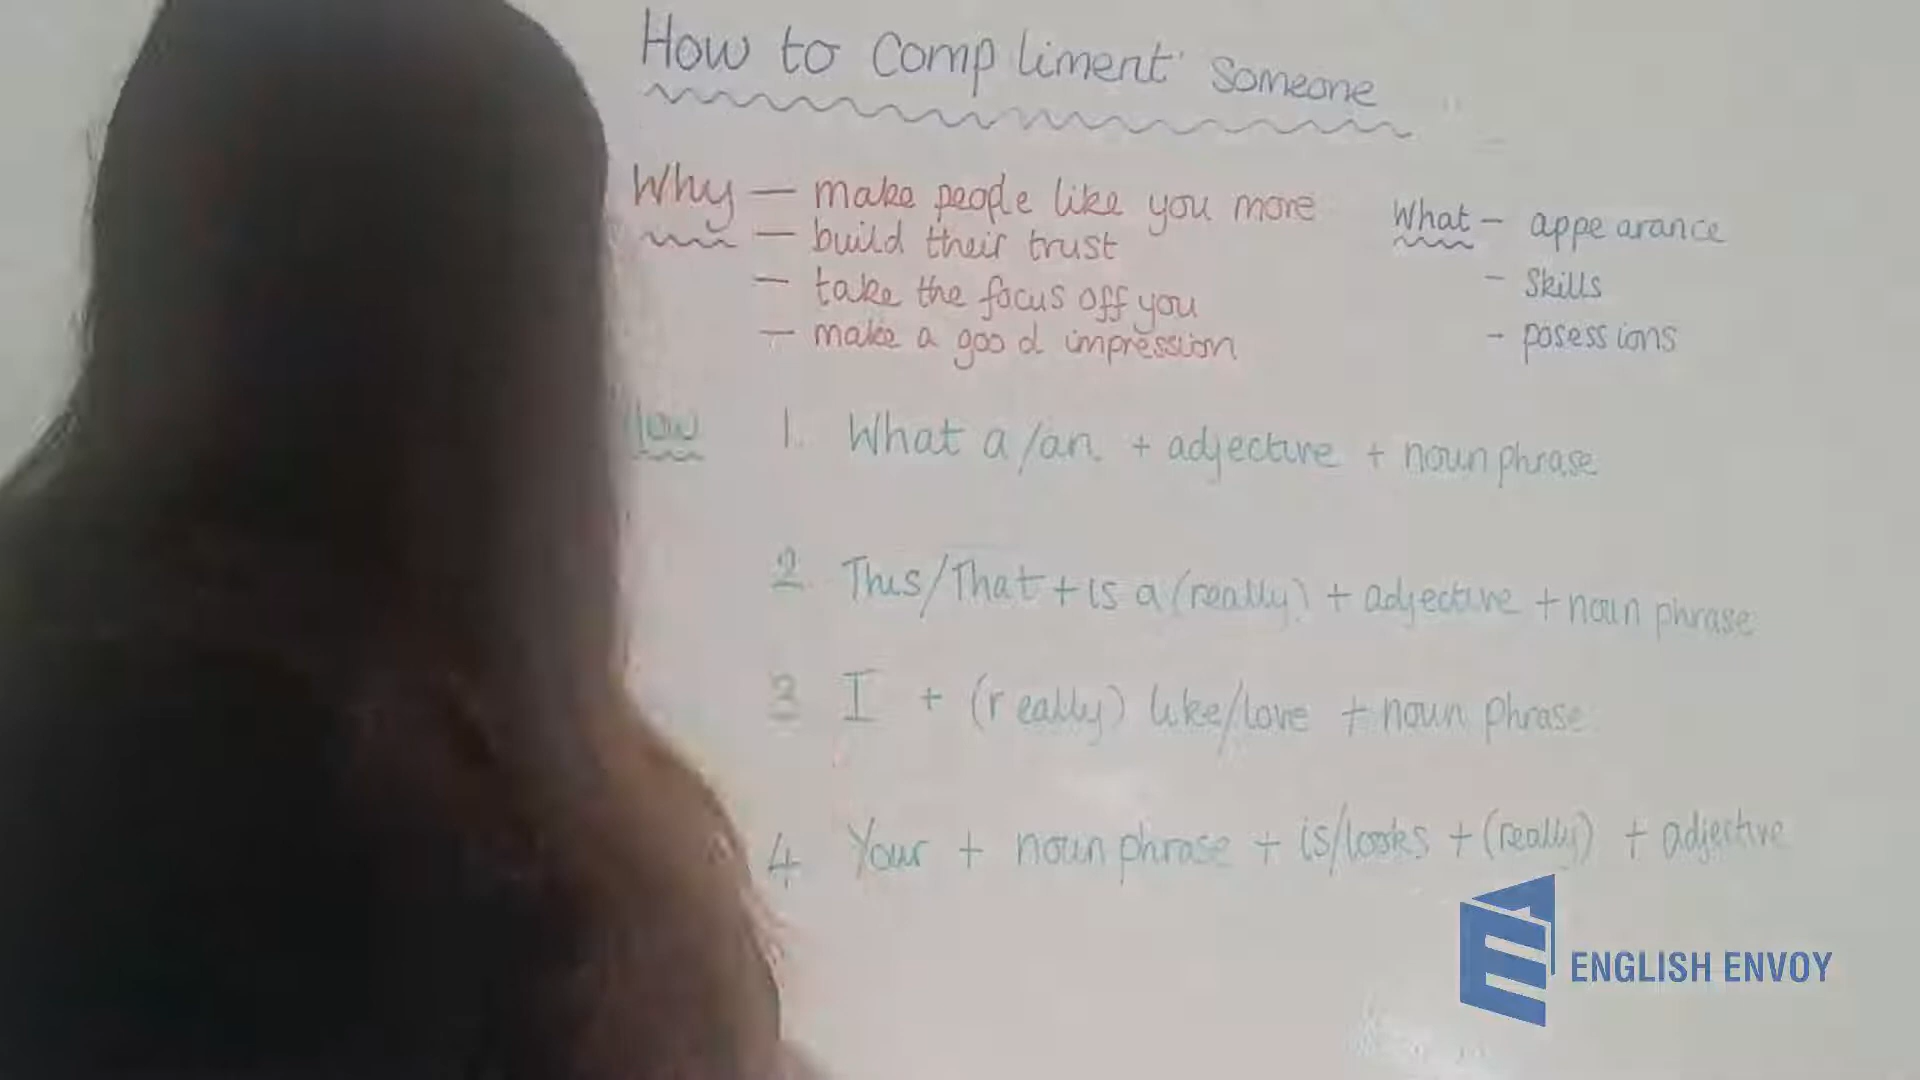 How to Compliment Someone
Why — make people like you more
— build their trust
— take the focus off you
— make a good impression
What - appearance
- Skills
- posessions
How 1. What a/an + adjective + noun phrase
2 This/That + is a (really) + adjective + noun phrase
3 I + (really) like/love + noun phrase
4 Your + noun phrase + is/looks + (really) + adjective
ENGLISH ENVOY